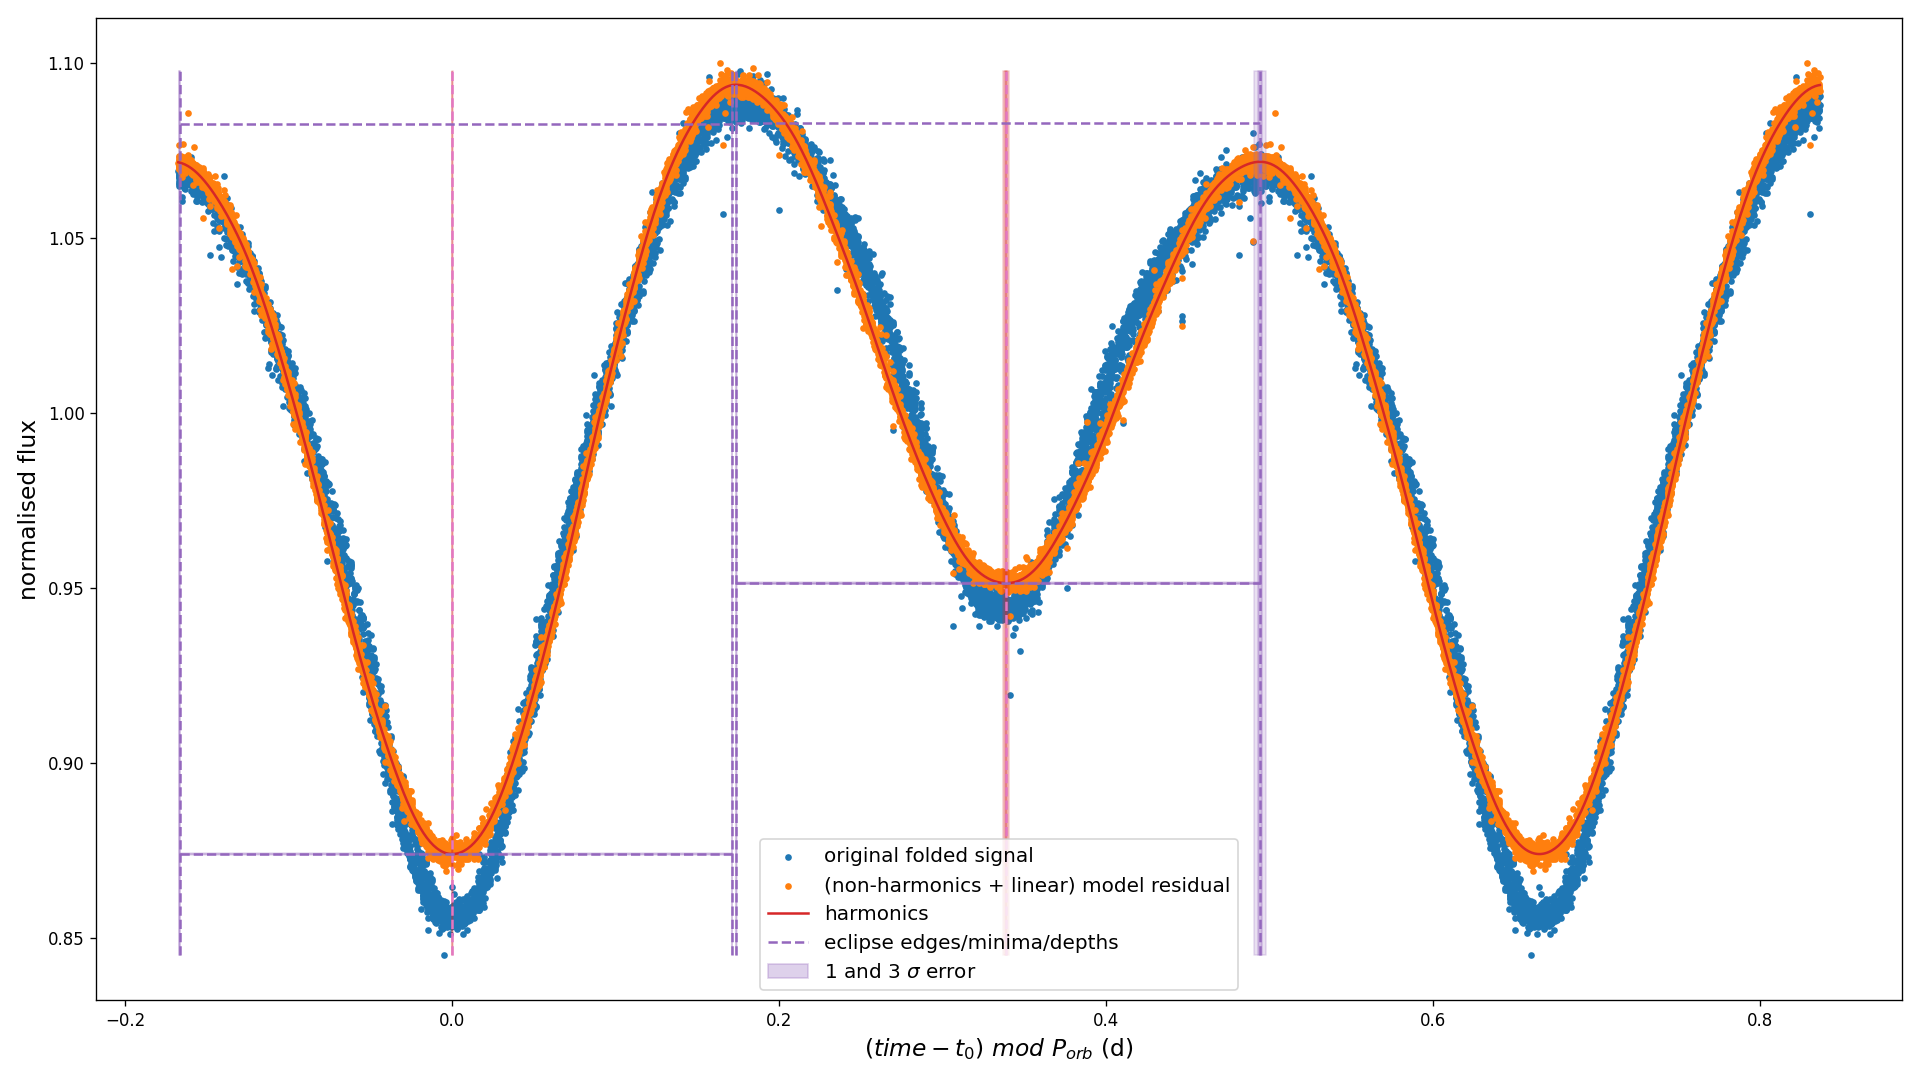 1.10
1.05
1.00
0.95
0.90
0.85
normalised flux
original folded signal
(non-harmonics + linear) model residual
harmonics
eclipse edges/minima/depths
1 and 3 σ error
−0.2 0.0 0.2 0.4 0.6 0.8
(time − t₀) mod P_orb (d)